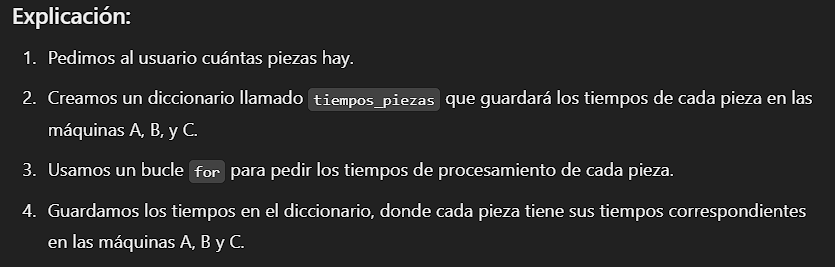 Explicación:
1. Pedimos al usuario cuántas piezas hay.
2. Creamos un diccionario llamado tiempos_piezas que guardará los tiempos de cada pieza en las
máquinas A, B, y C.
3. Usamos un bucle for para pedir los tiempos de procesamiento de cada pieza.
4. Guardamos los tiempos en el diccionario, donde cada pieza tiene sus tiempos correspondientes
en las máquinas A, B y C.